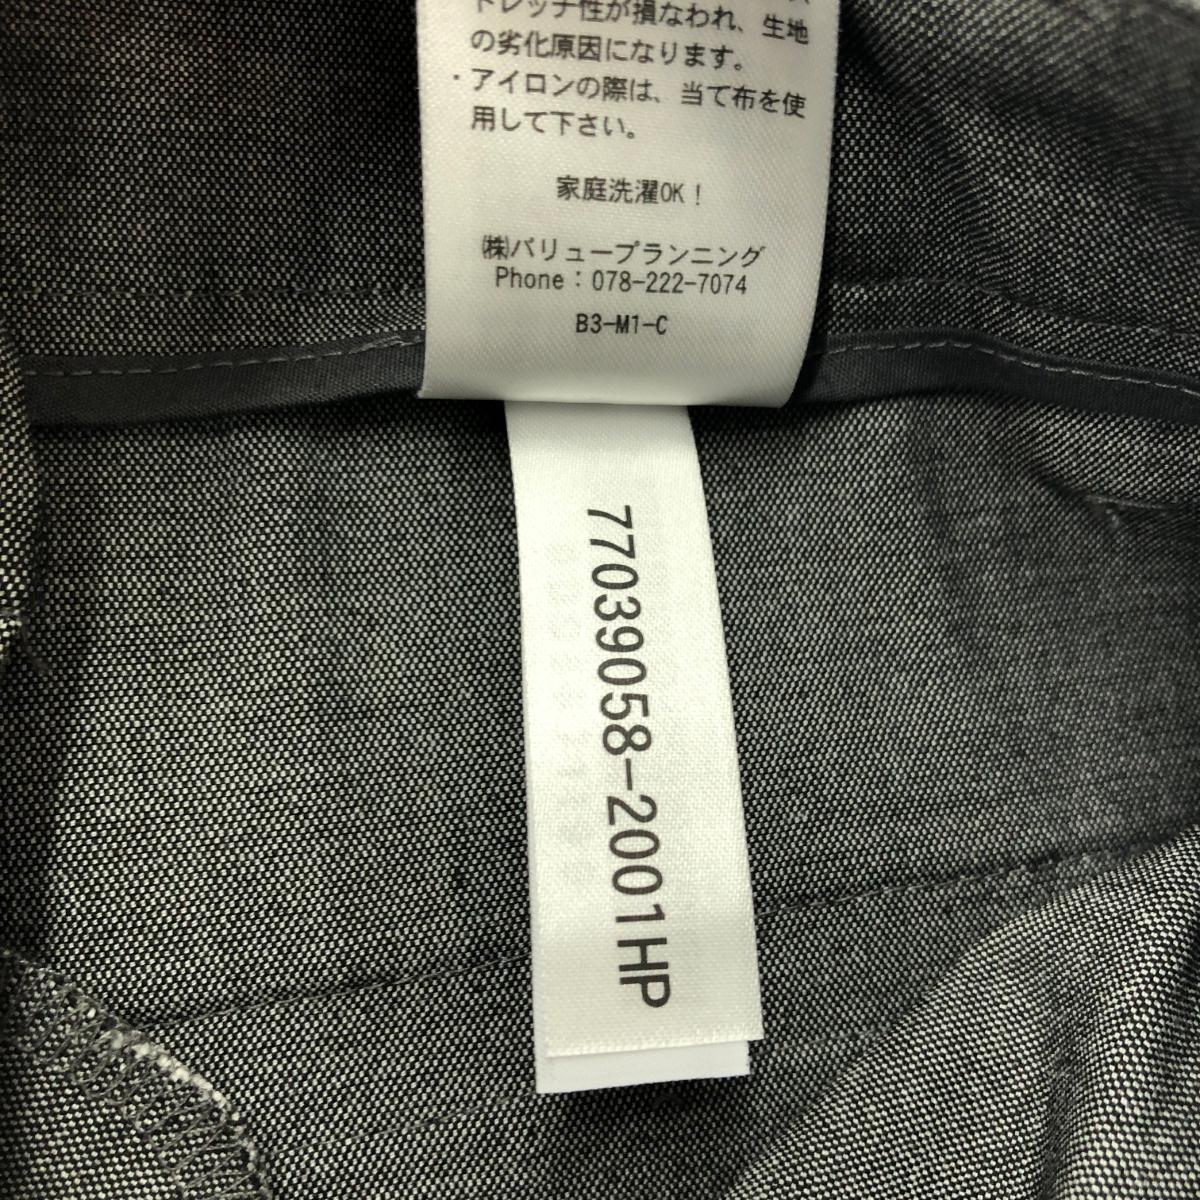 トレッチ性が損なわれ、生地
の劣化原因になります。
・アイロンの際は、当て布を使
用して下さい。
家庭洗濯OK！
㈱バリュープランニング
Phone：078-222-7074
B3-M1-C
77039058-2001HP